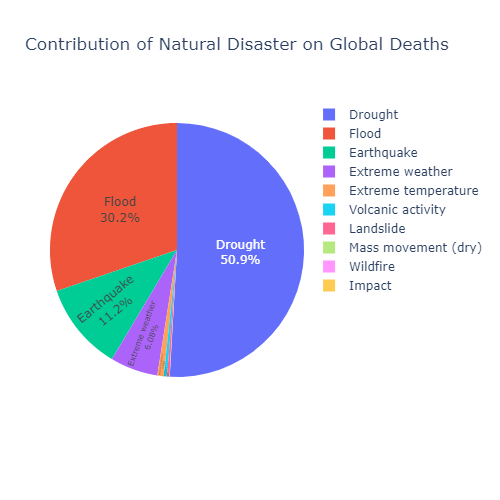 Contribution of Natural Disaster on Global Deaths
Drought
Flood
Earthquake
Extreme weather
Extreme temperature
Volcanic activity
Landslide
Mass movement (dry)
Wildfire
Impact
Flood
30.2%
Drought
50.9%
Earthquake
11.2%
Extreme weather
6.08%